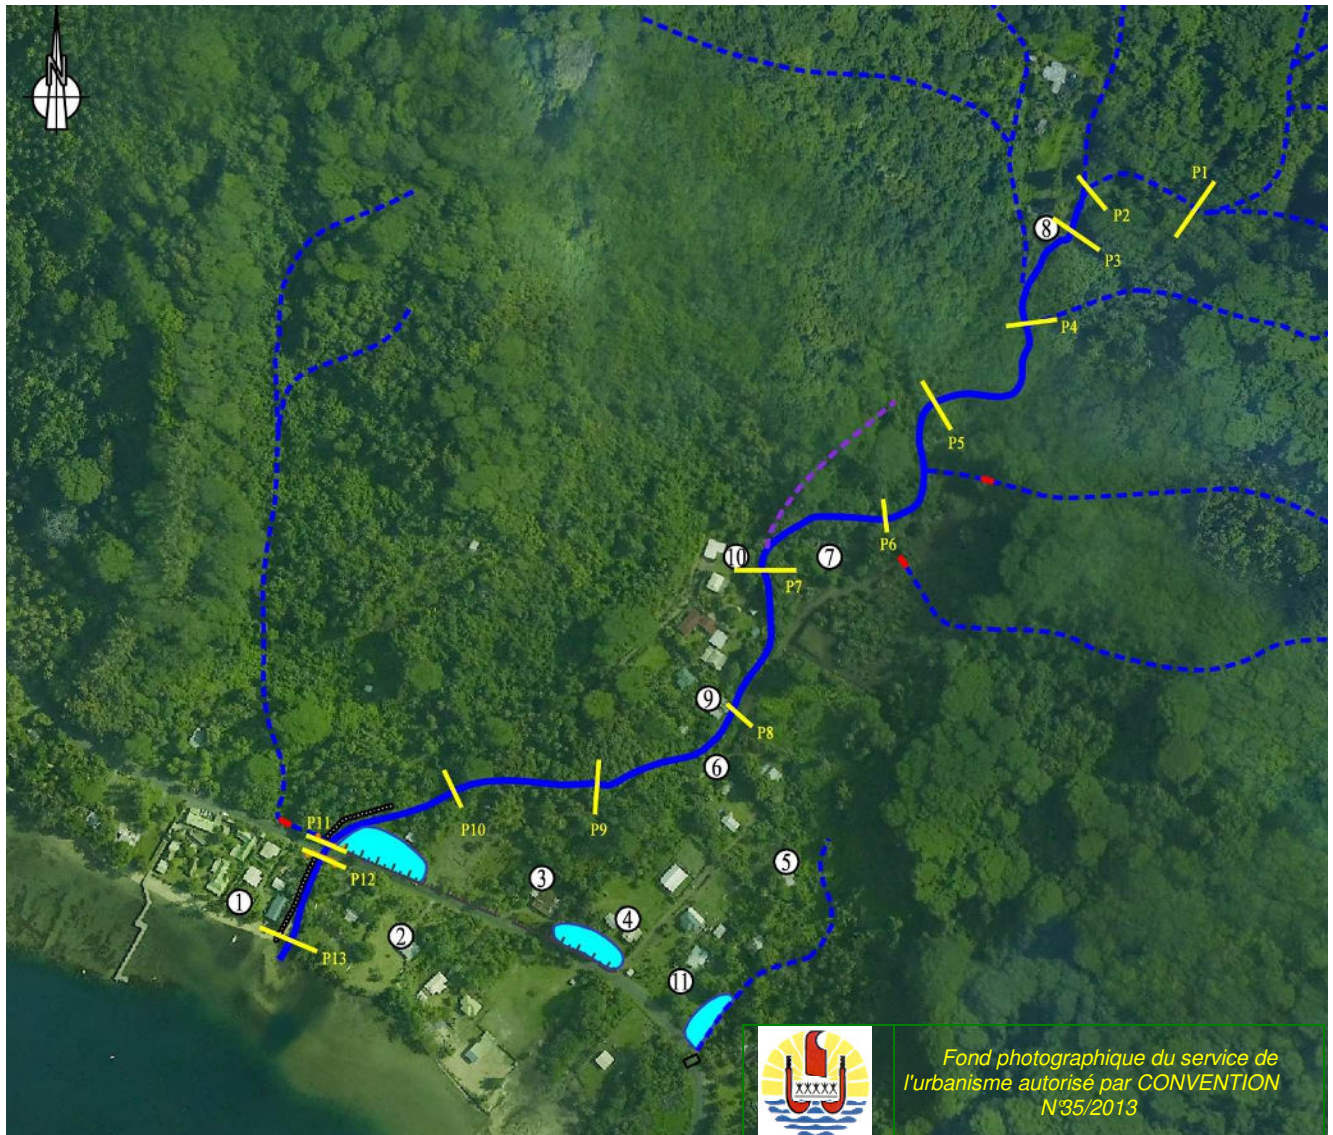 N
P1
P2
8
P3
P4
P5
P6
10
7
P7
9
P8
6
P10
P9
P11
P12
5
3
1
4
2
P13
11
Fond photographique du service de
l'urbanisme autorisé par CONVENTION
N°35/2013